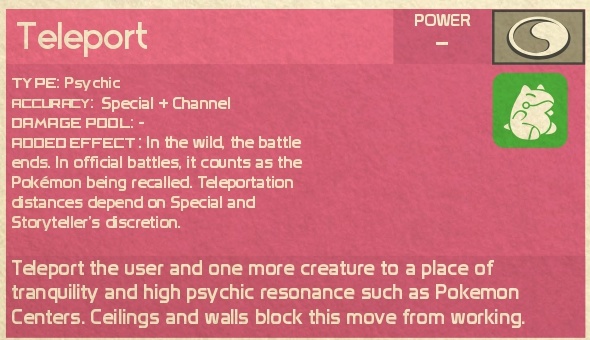 Teleport
POWER
–
TYPE: Psychic
ACCURACY: Special + Channel
DAMAGE POOL: -
ADDED EFFECT: In the wild, the battle
ends. In official battles, it counts as the
Pokémon being recalled. Teleportation
distances depend on Special and
Storyteller's discretion.
Teleport the user and one more creature to a place of
tranquility and high psychic resonance such as Pokemon
Centers. Ceilings and walls block this move from working.